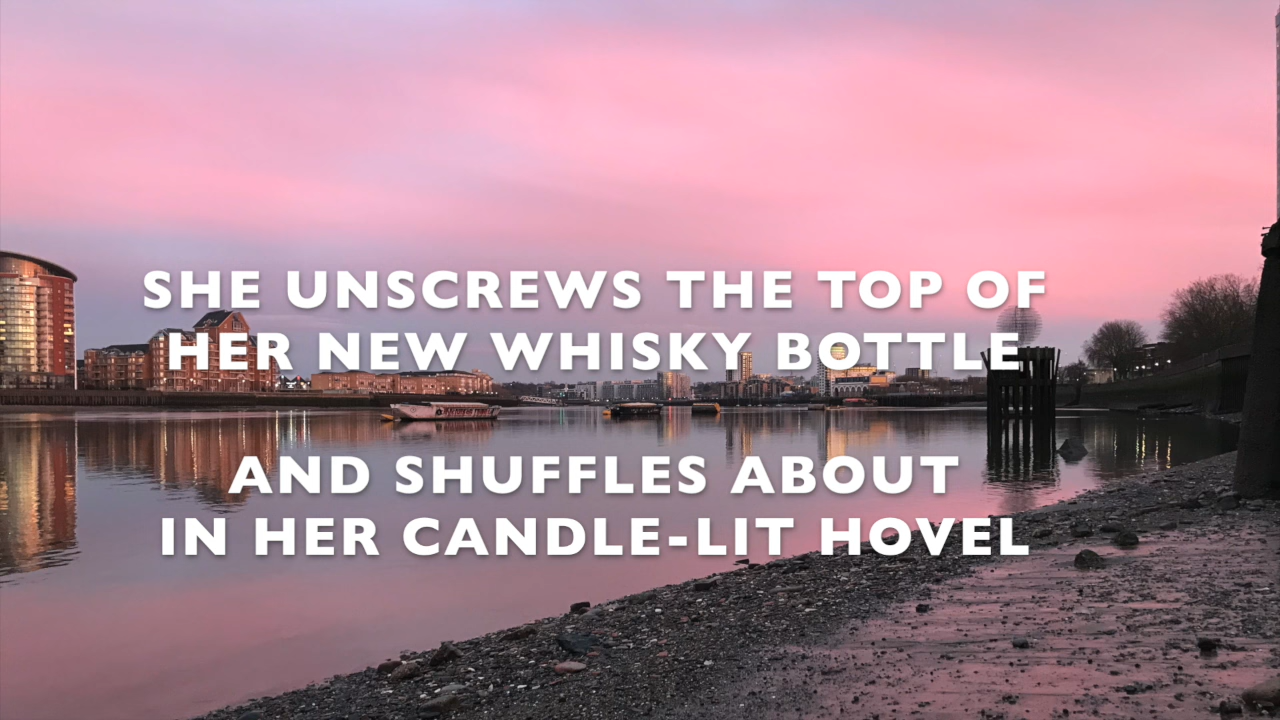 SHE UNSCREWS THE TOP OF
HER NEW WHISKY BOTTLE
AND SHUFFLES ABOUT
IN HER CANDLE-LIT HOVEL